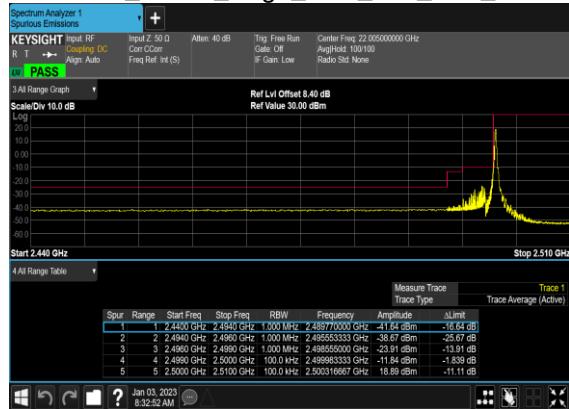 Spectrum Analyzer 1
Spurious Emissions
+
KEYSIGHT Input: RF Input Z: 50 Ω Atten: 40 dB Trig: Free Run Center Freq: 22.005000000 GHz
R T Coupling: DC Corr CCorr Gate: Off Avg|Hold: 100/100
Align: Auto Freq Ref: Int (S) IF Gain: Low Radio Std: None
PASS
3 All Range Graph Ref Lvl Offset 8.40 dB
Scale/Div 10.0 dB Ref Value 30.00 dBm
Log
20.0
10.0
0.00
-10.0
-20.0
-30.0
-40.0
-50.0
-60.0
Start 2.440 GHz Stop 2.510 GHz
4 All Range Table
Measure Trace Trace 1
Trace Type Trace Average (Active)
Spur Range Start Freq Stop Freq RBW Frequency Amplitude ΔLimit
1 1 2.4400 GHz 2.4940 GHz 1.000 MHz 2.489770000 GHz -41.64 dBm -16.64 dB
2 2 2.4940 GHz 2.4960 GHz 1.000 MHz 2.495553333 GHz -38.67 dBm -25.67 dB
3 3 2.4960 GHz 2.4990 GHz 1.000 MHz 2.498555000 GHz -23.91 dBm -13.91 dB
4 4 2.4990 GHz 2.5000 GHz 100.0 kHz 2.499983333 GHz -11.84 dBm -1.839 dB
5 5 2.5000 GHz 2.5100 GHz 100.0 kHz 2.500316667 GHz 18.89 dBm -11.11 dB
? Jan 03, 2023
8:32:52 AM